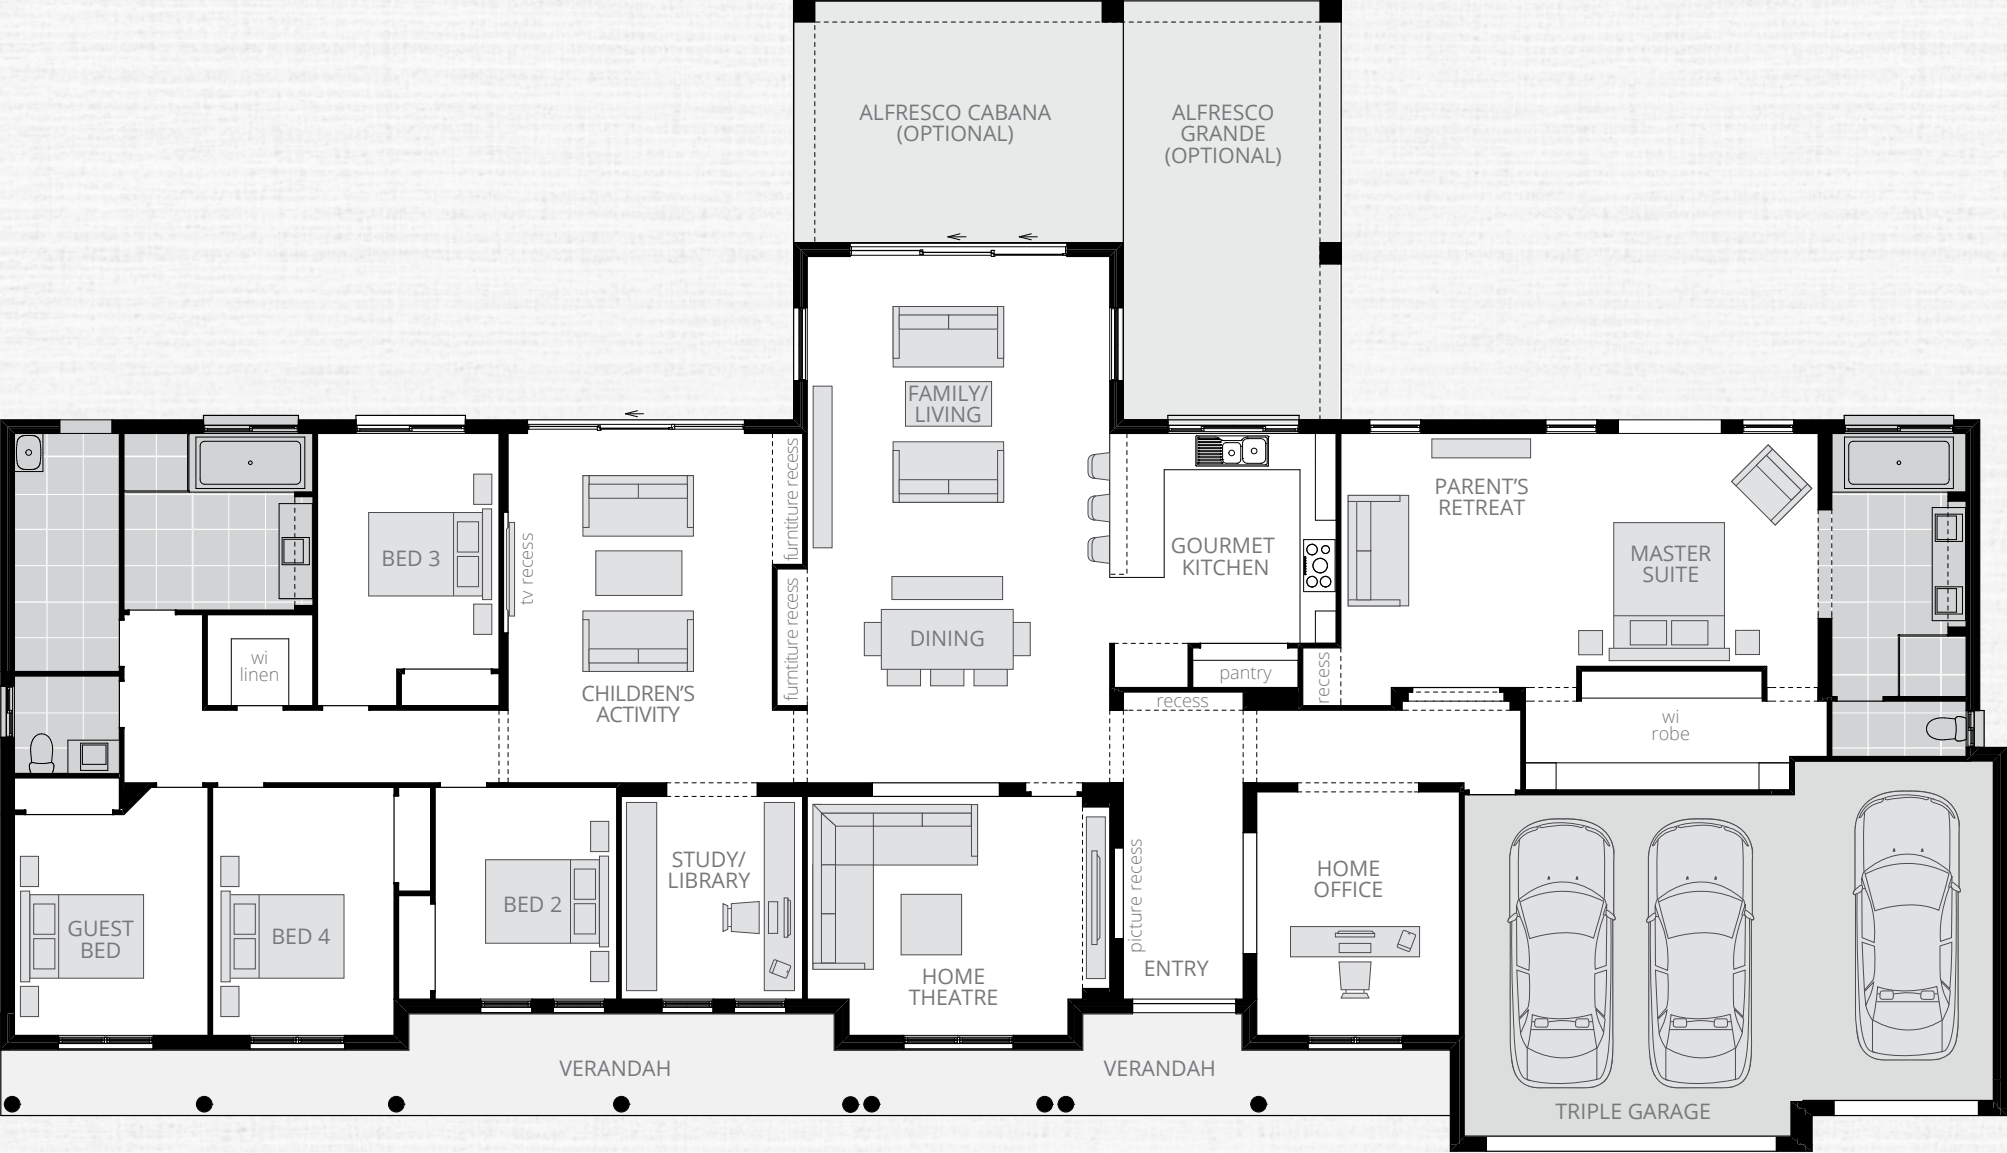 ALFRESCO CABANA
(OPTIONAL)
ALFRESCO
GRANDE
(OPTIONAL)
FAMILY/
LIVING
furntiture recess
PARENT'S
RETREAT
GOURMET
KITCHEN
MASTER
SUITE
BED 3
tv recess
furntiture recess
DINING
wi
linen
pantry
recess
recess
CHILDREN'S
ACTIVITY
wi
robe
STUDY/
LIBRARY
HOME
OFFICE
picture recess
BED 2
GUEST
BED
BED 4
ENTRY
HOME
THEATRE
VERANDAH
VERANDAH
TRIPLE GARAGE